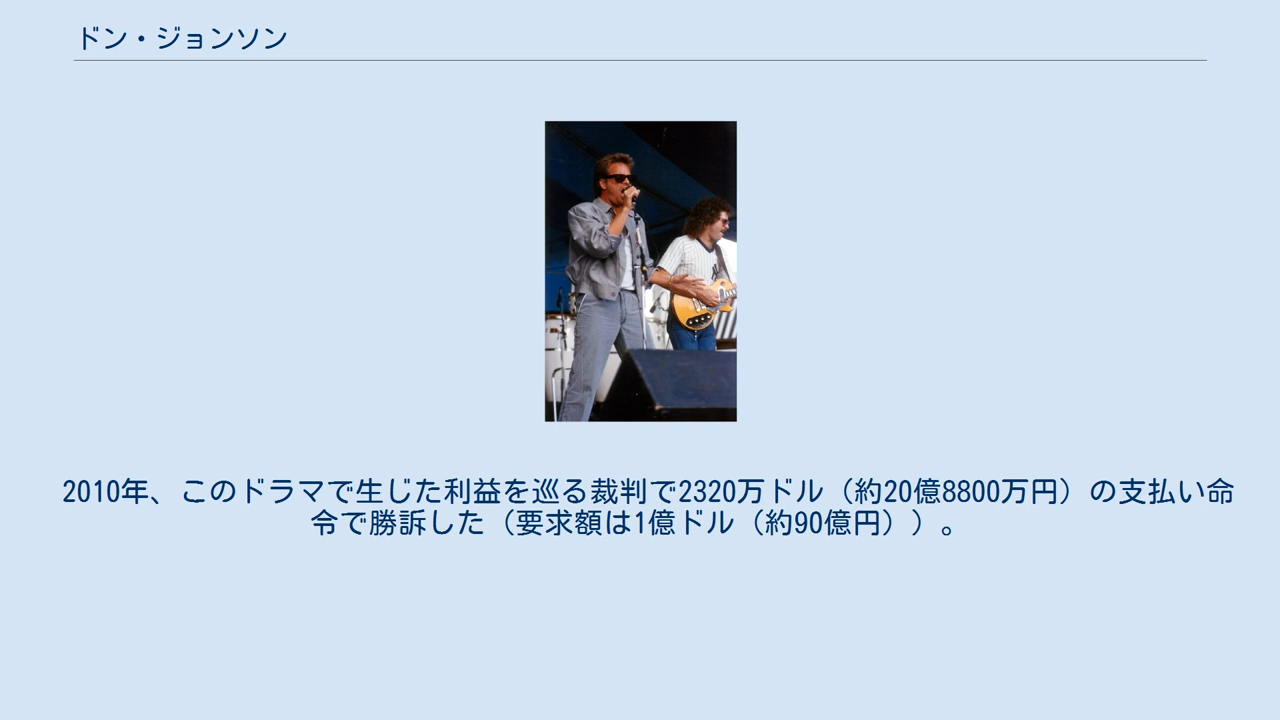 ドン・ジョンソン
2010年、このドラマで生じた利益を巡る裁判で2320万ドル（約20億8800万円）の支払い命
令で勝訴した（要求額は1億ドル（約90億円））。